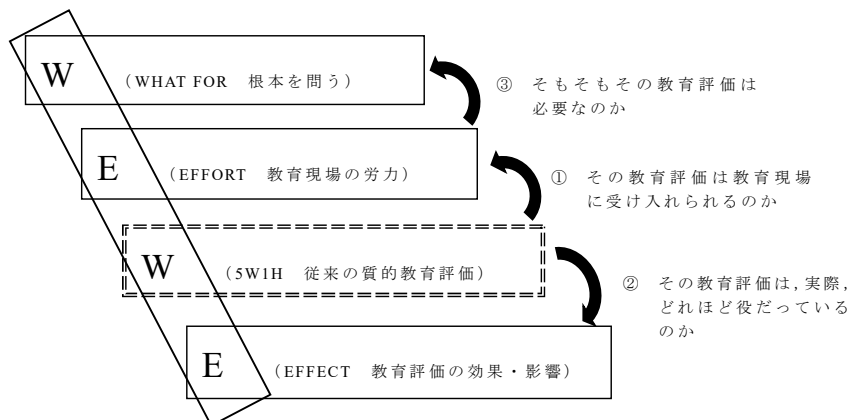 W （WHAT FOR 根本を問う）
③ そもそもその教育評価は
必要なのか
E （EFFORT 教育現場の労力）
① その教育評価は教育現場
に受け入れられるのか
W （5W1H 従来の質的教育評価）
② その教育評価は，実際，
どれほど役だっている
のか
E （EFFECT 教育評価の効果・影響）